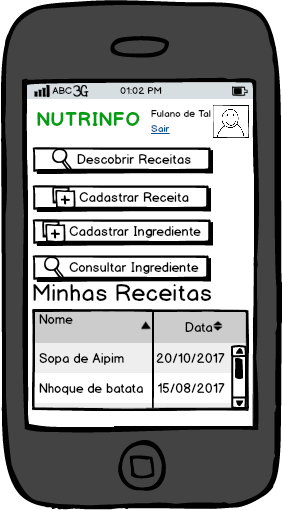 ABC 3G 01:02 PM
NUTRINFO
Fulano de Tal
Sair
Descobrir Receitas
Cadastrar Receita
Cadastrar Ingrediente
Consultar Ingrediente
Minhas Receitas
Nome Data
Sopa de Aipim 20/10/2017
Nhoque de batata 15/08/2017